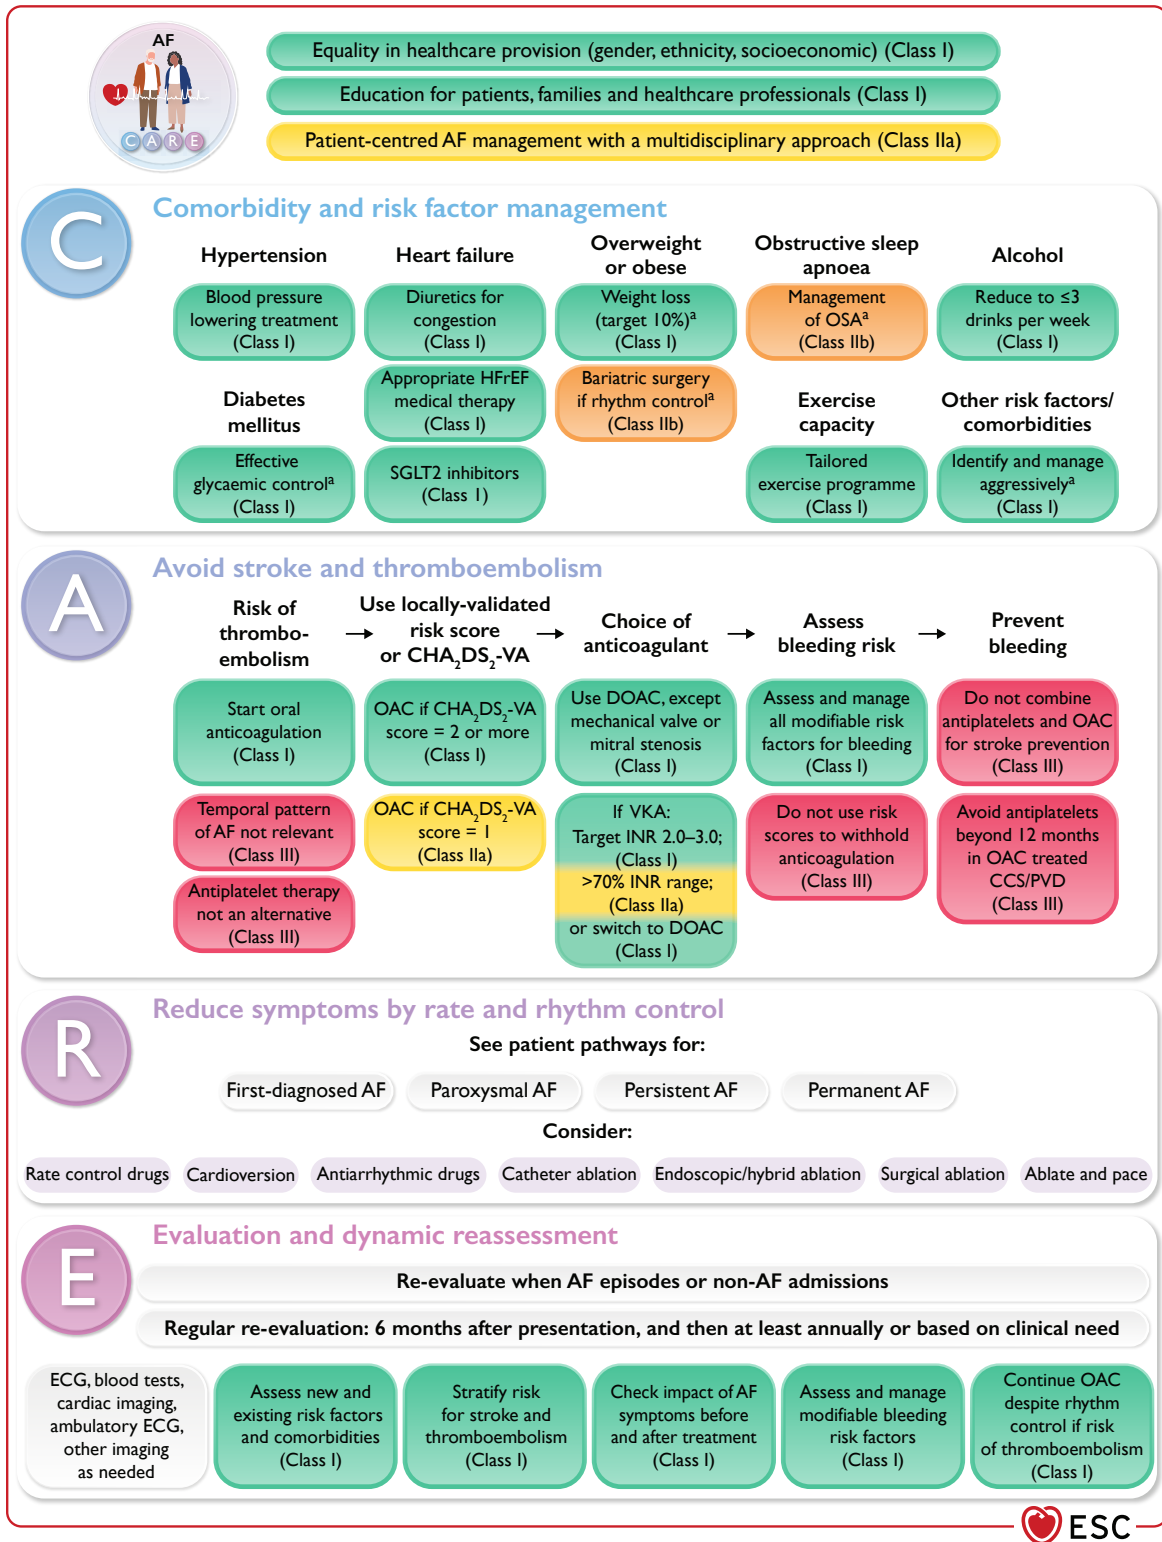 AF
C A R E
Equality in healthcare provision (gender, ethnicity, socioeconomic) (Class I)
Education for patients, families and healthcare professionals (Class I)
Patient-centred AF management with a multidisciplinary approach (Class IIa)
C
Comorbidity and risk factor management
Hypertension
Blood pressure
lowering treatment
(Class I)
Diabetes
mellitus
Effective
glycaemic controlª
(Class I)
Heart failure
Diuretics for
congestion
(Class I)
Appropriate HFrEF
medical therapy
(Class I)
SGLT2 inhibitors
(Class 1)
Overweight
or obese
Weight loss
(target 10%)ª
(Class I)
Bariatric surgery
if rhythm controlª
(Class IIb)
Obstructive sleep
apnoea
Management
of OSAª
(Class IIb)
Exercise
capacity
Tailored
exercise programme
(Class I)
Alcohol
Reduce to ≤3
drinks per week
(Class I)
Other risk factors/
comorbidities
Identify and manage
aggressivelyª
(Class I)
A
Avoid stroke and thromboembolism
Risk of
thrombo-
embolism
Start oral
anticoagulation
(Class I)
Temporal pattern
of AF not relevant
(Class III)
Antiplatelet therapy
not an alternative
(Class III)
Use locally-validated
risk score
or CHA₂DS₂-VA
OAC if CHA₂DS₂-VA
score = 2 or more
(Class I)
OAC if CHA₂DS₂-VA
score = 1
(Class IIa)
Choice of
anticoagulant
Use DOAC, except
mechanical valve or
mitral stenosis
(Class I)
If VKA:
Target INR 2.0–3.0;
(Class I)
>70% INR range;
(Class IIa)
or switch to DOAC
(Class I)
Assess
bleeding risk
Assess and manage
all modifiable risk
factors for bleeding
(Class I)
Do not use risk
scores to withhold
anticoagulation
(Class III)
Prevent
bleeding
Do not combine
antiplatelets and OAC
for stroke prevention
(Class III)
Avoid antiplatelets
beyond 12 months
in OAC treated
CCS/PVD
(Class III)
R
Reduce symptoms by rate and rhythm control
See patient pathways for:
First-diagnosed AF
Paroxysmal AF
Persistent AF
Permanent AF
Consider:
Rate control drugs
Cardioversion
Antiarrhythmic drugs
Catheter ablation
Endoscopic/hybrid ablation
Surgical ablation
Ablate and pace
E
Evaluation and dynamic reassessment
Re-evaluate when AF episodes or non-AF admissions
Regular re-evaluation: 6 months after presentation, and then at least annually or based on clinical need
ECG, blood tests,
cardiac imaging,
ambulatory ECG,
other imaging
as needed
Assess new and
existing risk factors
and comorbidities
(Class I)
Stratify risk
for stroke and
thromboembolism
(Class I)
Check impact of AF
symptoms before
and after treatment
(Class I)
Assess and manage
modifiable bleeding
risk factors
(Class I)
Continue OAC
despite rhythm
control if risk
of thromboembolism
(Class I)
ESC